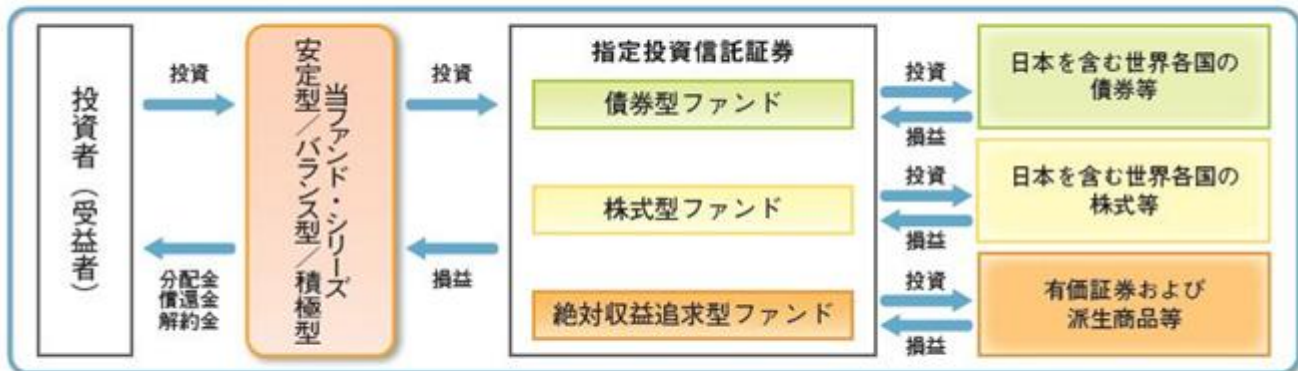 投資者（受益者）
投資
分配金
償還金
解約金
当ファンド・シリーズ
安定型／バランス型／積極型
投資
損益
指定投資信託証券
債券型ファンド
株式型ファンド
絶対収益追求型ファンド
投資
損益
日本を含む世界各国の
債券等
投資
損益
日本を含む世界各国の
株式等
投資
損益
有価証券および
派生商品等